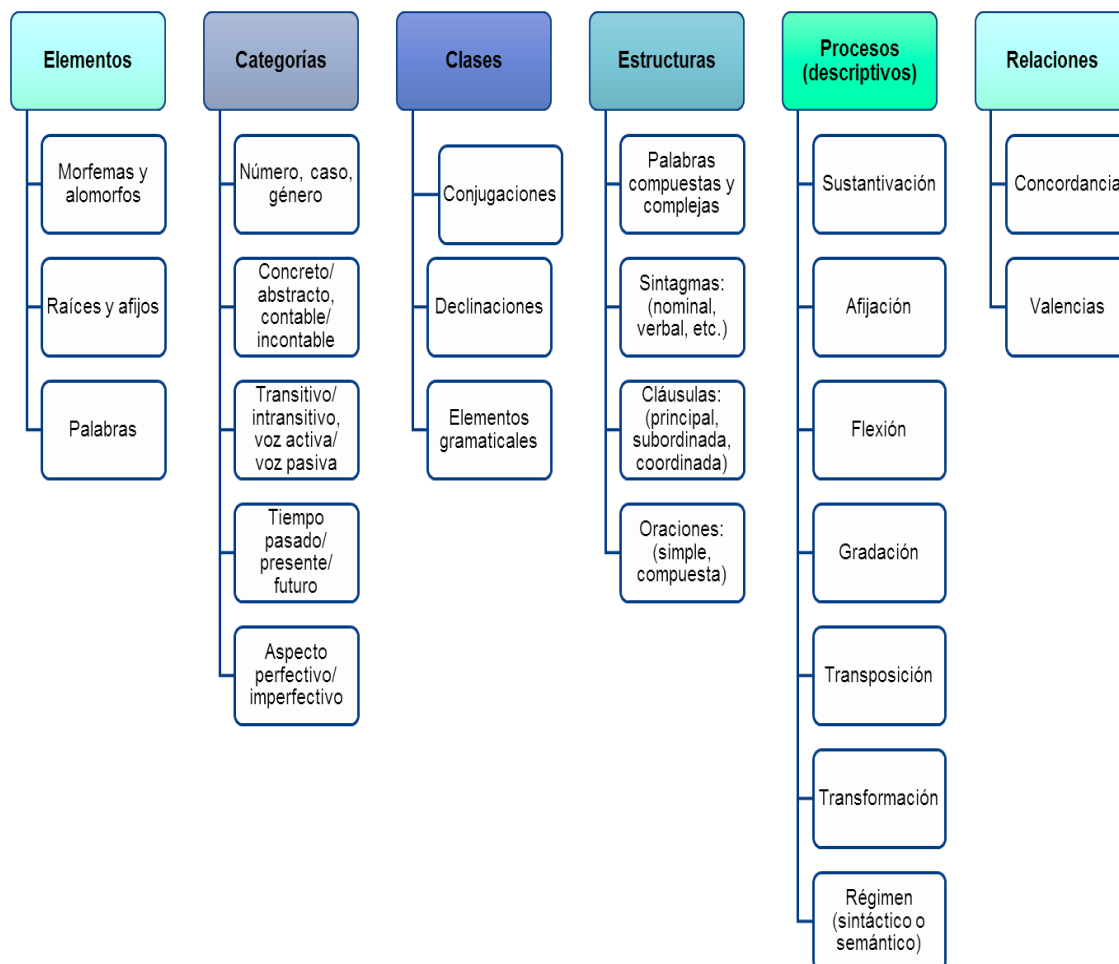 Elementos
Morfemas y
alomorfos
Raíces y afijos
Palabras
Categorías
Número, caso,
género
Concreto/
abstracto,
contable/
incontable
Transitivo/
intransitivo,
voz activa/
voz pasiva
Tiempo
pasado/
presente/
futuro
Aspecto
perfectivo/
imperfectivo
Clases
Conjugaciones
Declinaciones
Elementos
gramaticales
Estructuras
Palabras
compuestas y
complejas
Sintagmas:
(nominal,
verbal, etc.)
Cláusulas:
(principal,
subordinada,
coordinada)
Oraciones:
(simple,
compuesta)
Procesos
(descriptivos)
Sustantivación
Afijación
Flexión
Gradación
Transposición
Transformación
Régimen
(sintáctico o
semántico)
Relaciones
Concordancia
Valencias